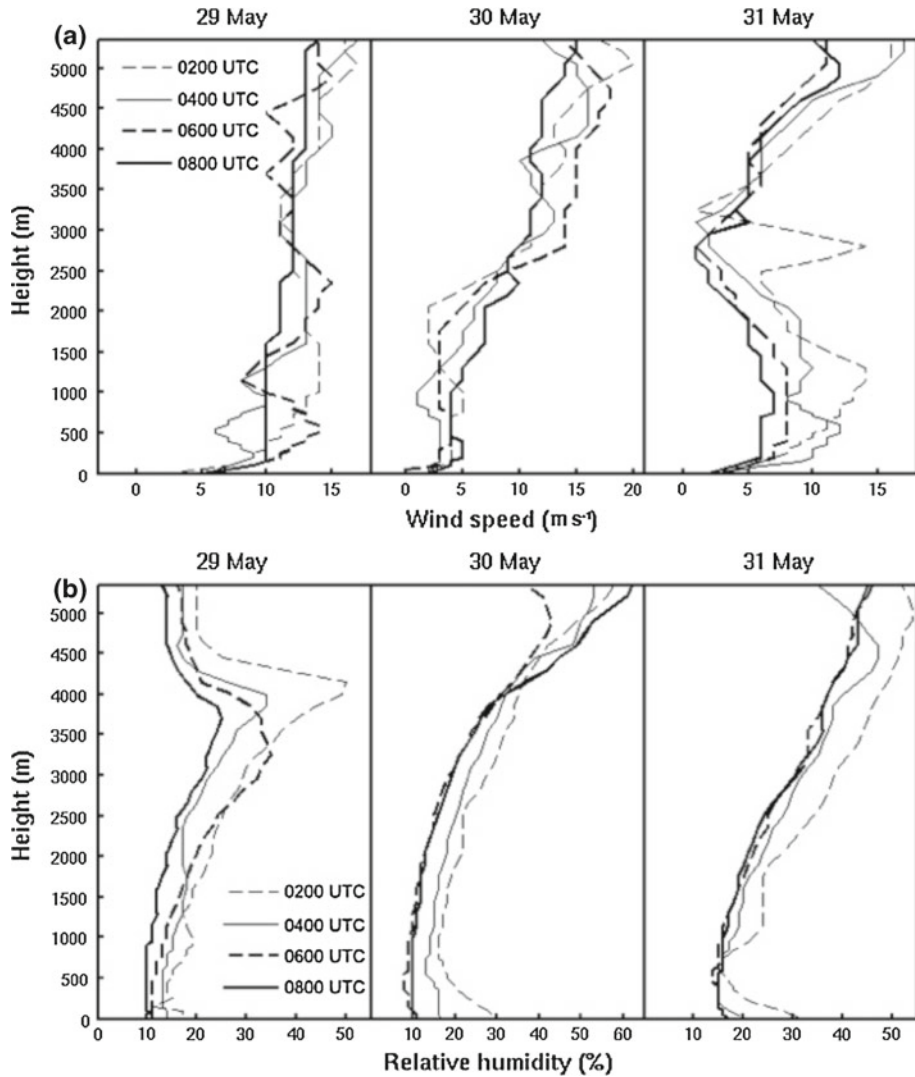 29 May 30 May 31 May
(a)
0200 UTC
0400 UTC
0600 UTC
0800 UTC
Height (m)
5000
4500
4000
3500
3000
2500
2000
1500
1000
500
0
0 5 10 15 0 5 10 15 20 0 5 10 15
Wind speed (m s⁻¹)
29 May 30 May 31 May
(b)
Height (m)
5000
4500
4000
3500
3000
2500
2000
1500
1000
500
0
0200 UTC
0400 UTC
0600 UTC
0800 UTC
0 10 20 30 40 50 10 20 30 40 50 60 10 20 30 40 50
Relative humidity (%)